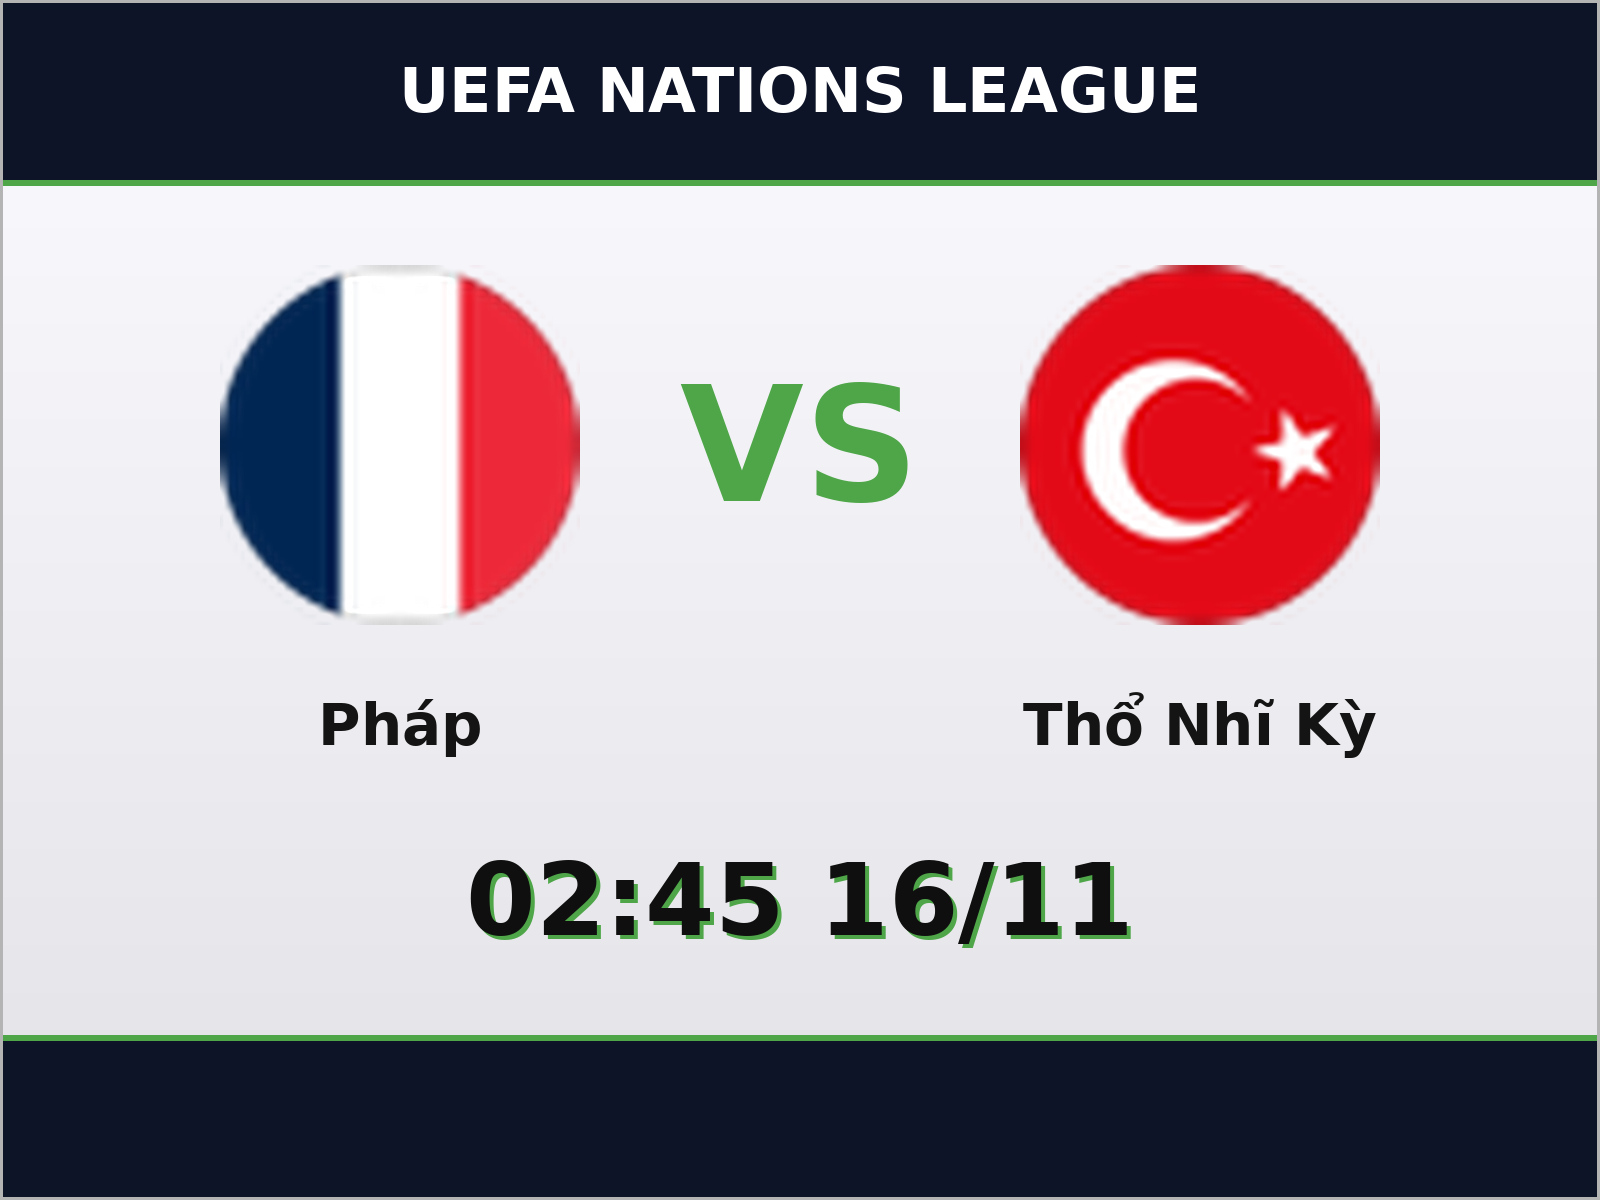 UEFA NATIONS LEAGUE
VS
Pháp
Thổ Nhĩ Kỳ
02:45 16/11